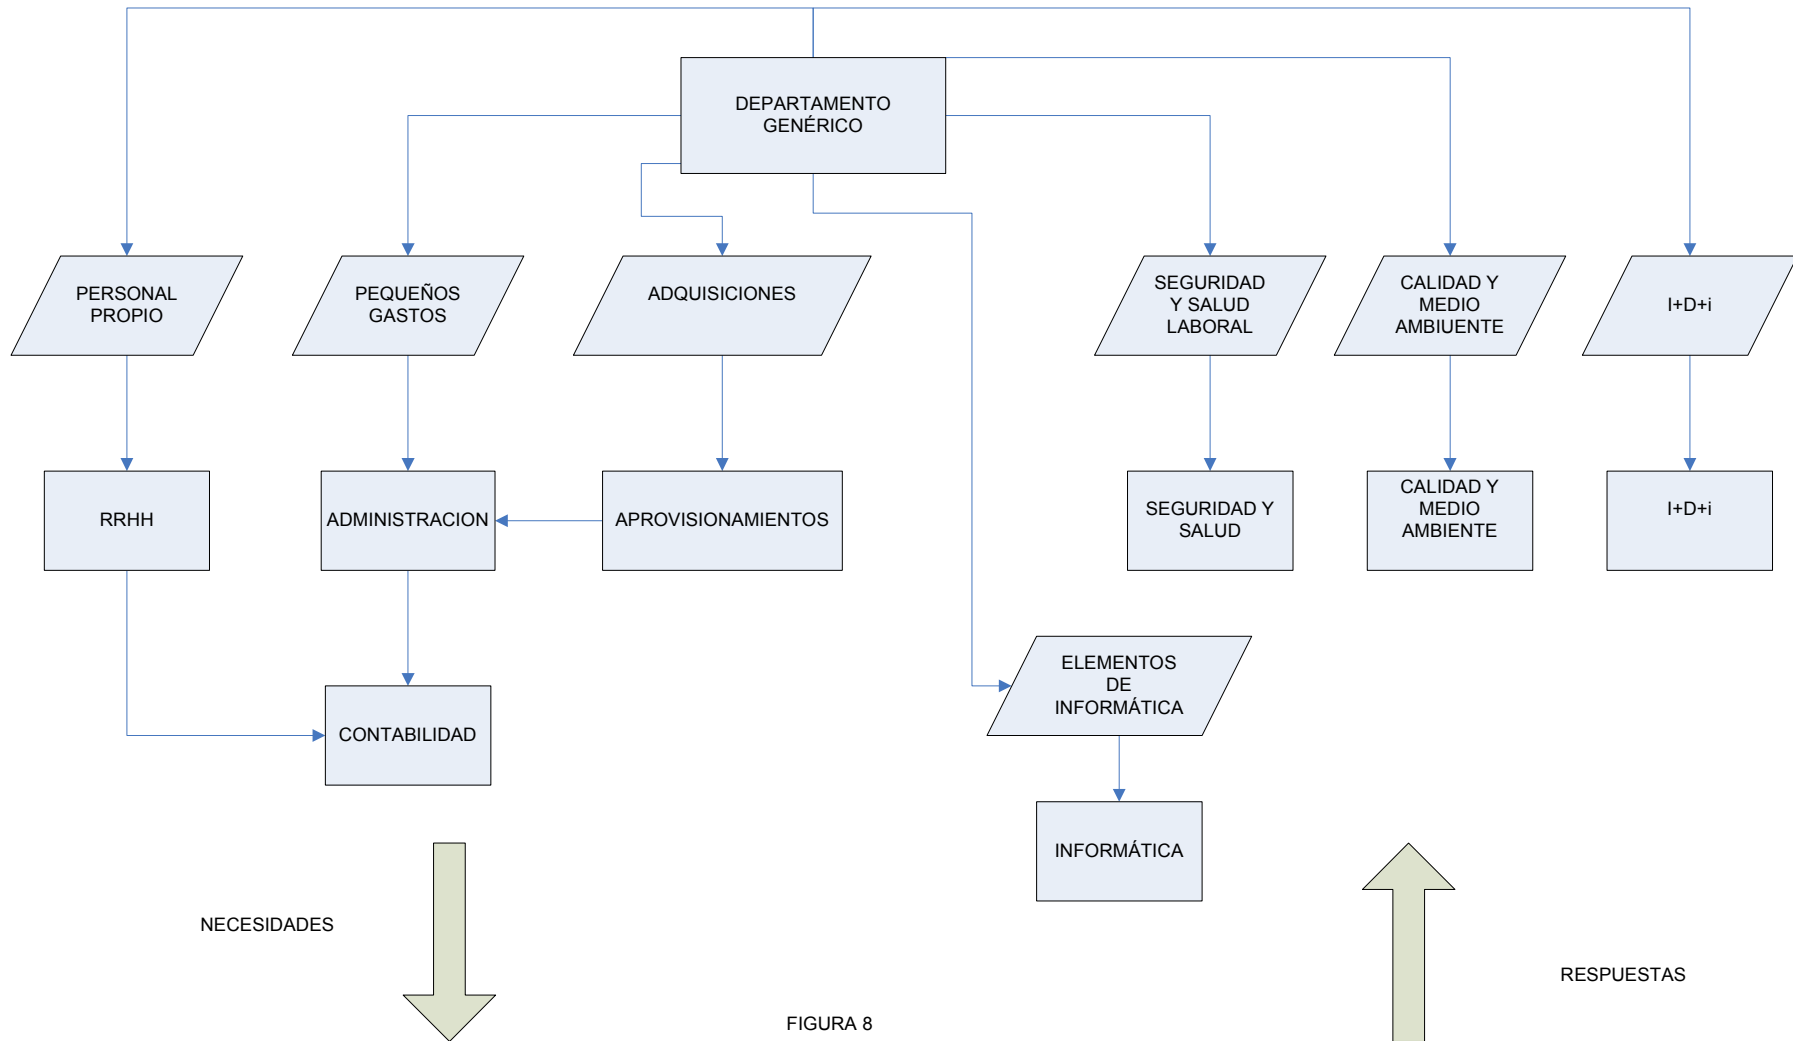 DEPARTAMENTO
GENÉRICO
PERSONAL
PROPIO
PEQUEÑOS
GASTOS
ADQUISICIONES
SEGURIDAD
Y SALUD
LABORAL
CALIDAD Y
MEDIO
AMBIUENTE
I+D+i
RRHH
ADMINISTRACION
APROVISIONAMIENTOS
SEGURIDAD Y
SALUD
CALIDAD Y
MEDIO
AMBIENTE
I+D+i
ELEMENTOS
DE
INFORMÁTICA
CONTABILIDAD
INFORMÁTICA
NECESIDADES
RESPUESTAS
FIGURA 8